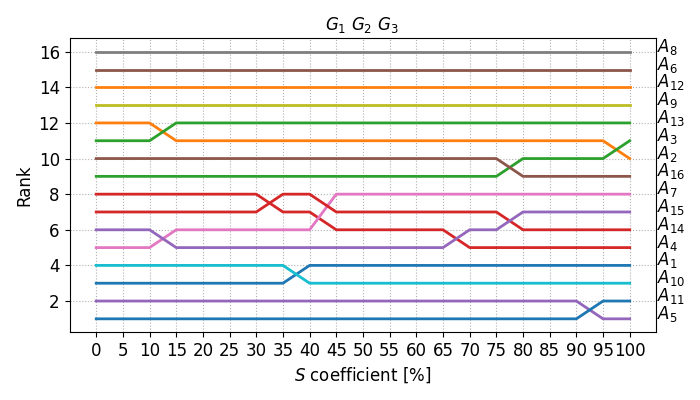 G₁ G₂ G₃
16
14
12
10
8
6
4
2
Rank
A₈
A₆
A₁₂
A₉
A₁₃
A₃
A₂
A₁₆
A₇
A₁₅
A₁₄
A₄
A₁
A₁₀
A₁₁
A₅
0 5 10 15 20 25 30 35 40 45 50 55 60 65 70 75 80 85 90 95 100
S coefficient [%]